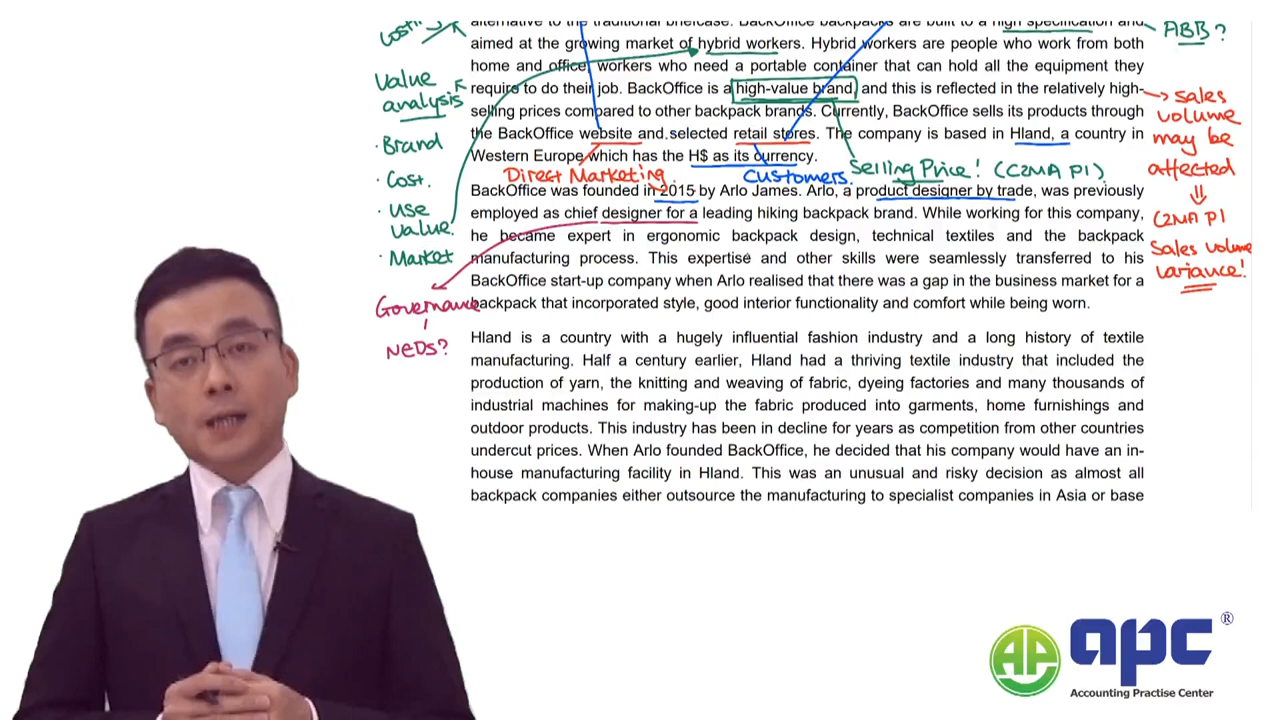 alternative to the traditional briefcase. BackOffice backpacks are built to a high specification and
aimed at the growing market of hybrid workers. Hybrid workers are people who work from both
home and office, workers who need a portable container that can hold all the equipment they
require to do their job. BackOffice is a high-value brand, and this is reflected in the relatively high-
selling prices compared to other backpack brands. Currently, BackOffice sells its products through
the BackOffice website and selected retail stores. The company is based in Hland, a country in
Western Europe which has the H$ as its currency.
BackOffice was founded in 2015 by Arlo James. Arlo, a product designer by trade, was previously
employed as chief designer for a leading hiking backpack brand. While working for this company,
he became expert in ergonomic backpack design, technical textiles and the backpack
manufacturing process. This expertise and other skills were seamlessly transferred to his
BackOffice start-up company when Arlo realised that there was a gap in the business market for a
backpack that incorporated style, good interior functionality and comfort while being worn.
Hland is a country with a hugely influential fashion industry and a long history of textile
manufacturing. Half a century earlier, Hland had a thriving textile industry that included the
production of yarn, the knitting and weaving of fabric, dyeing factories and many thousands of
industrial machines for making-up the fabric produced into garments, home furnishings and
outdoor products. This industry has been in decline for years as competition from other countries
undercut prices. When Arlo founded BackOffice, he decided that his company would have an in-
house manufacturing facility in Hland. This was an unusual and risky decision as almost all
backpack companies either outsource the manufacturing to specialist companies in Asia or base
Value
analysis
· Brand
· Cost.
· Use
Value.
· Market
Governance
NEDs?
Direct Marketing
Customers.
Selling Price! (C2MA P1)
ABB?
Sales
volume
may be
affected
C2MA P1
Sales volume
variance!
AP
apc®
Accounting Practise Center